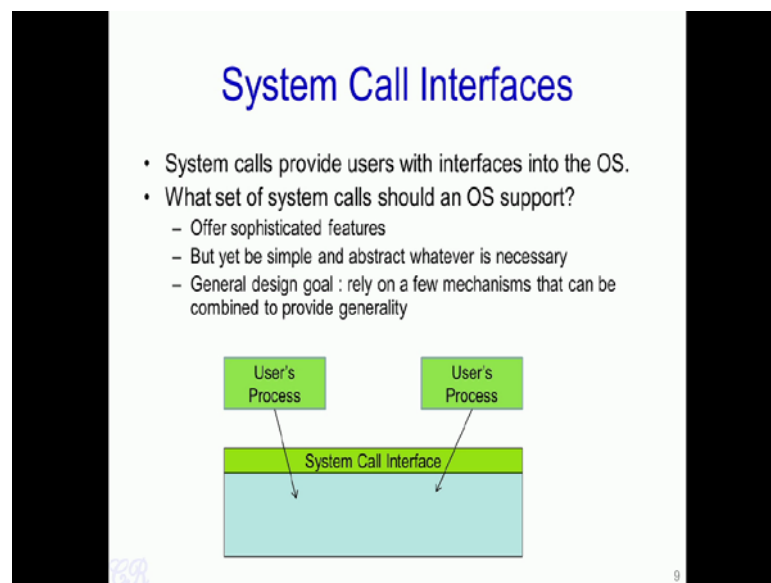 System Call Interfaces
• System calls provide users with interfaces into the OS.
• What set of system calls should an OS support?
– Offer sophisticated features
– But yet be simple and abstract whatever is necessary
– General design goal : rely on a few mechanisms that can be
combined to provide generality
User's
Process
User's
Process
System Call Interface
9